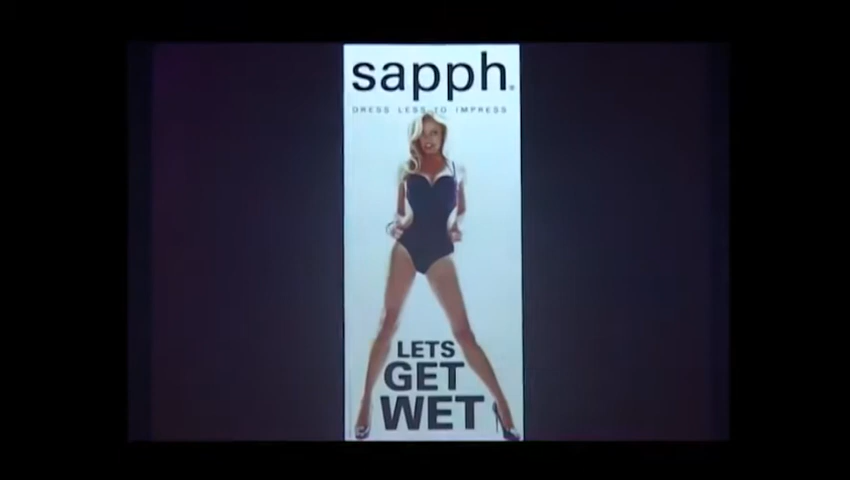 sapph®
DRESS LESS TO IMPRESS
LETS
GET
WET